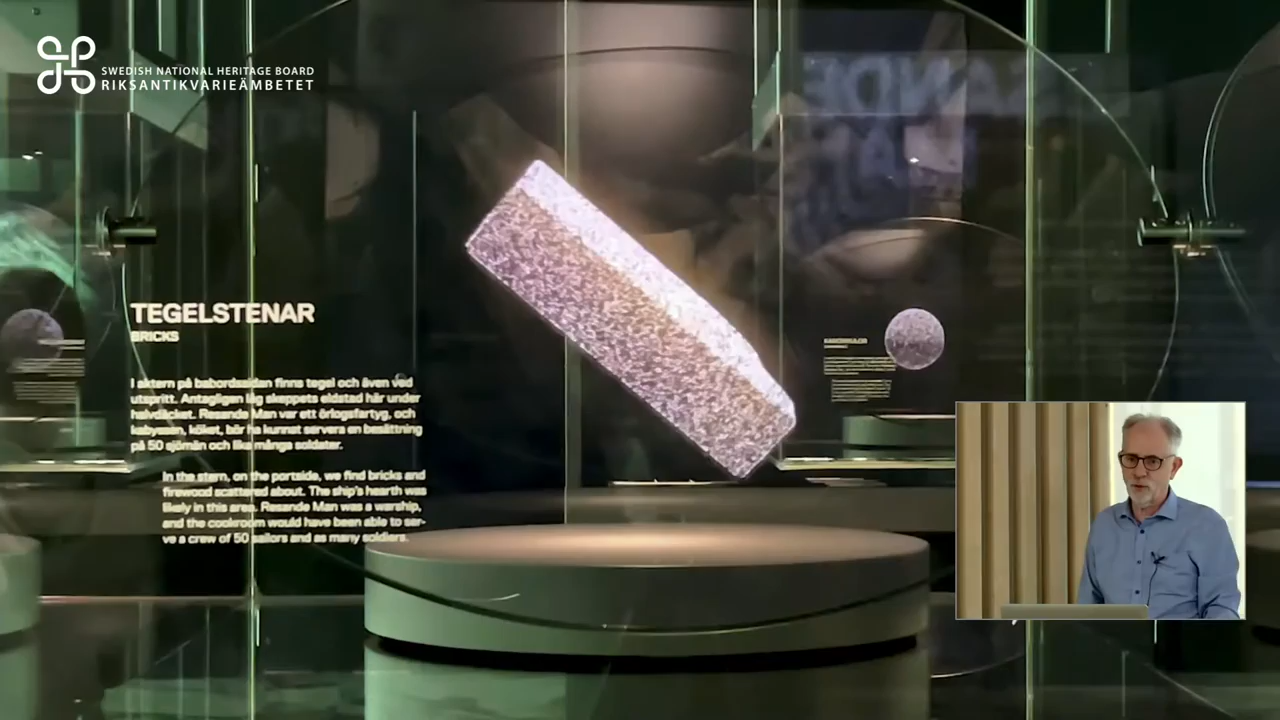 SWEDISH NATIONAL HERITAGE BOARD
RIKSANTIKVARIEÄMBETET
TEGELSTENAR
BRICKS
I aktern på babordssidan finns tegel och även ved
utspritt. Antagligen låg skeppets eldstad här under
halvdäcket. Resande Man var ett örlogsfartyg, och
kabyssen, köket, bör ha kunnat servera en besättning
på 50 sjömän och lika många soldater.
In the stern, on the portside, we find bricks and
firewood scattered about. The ship's hearth was
likely in this area. Resande Man was a warship,
and the cookroom would have been able to ser-
ve a crew of 50 sailors and as many soldiers.